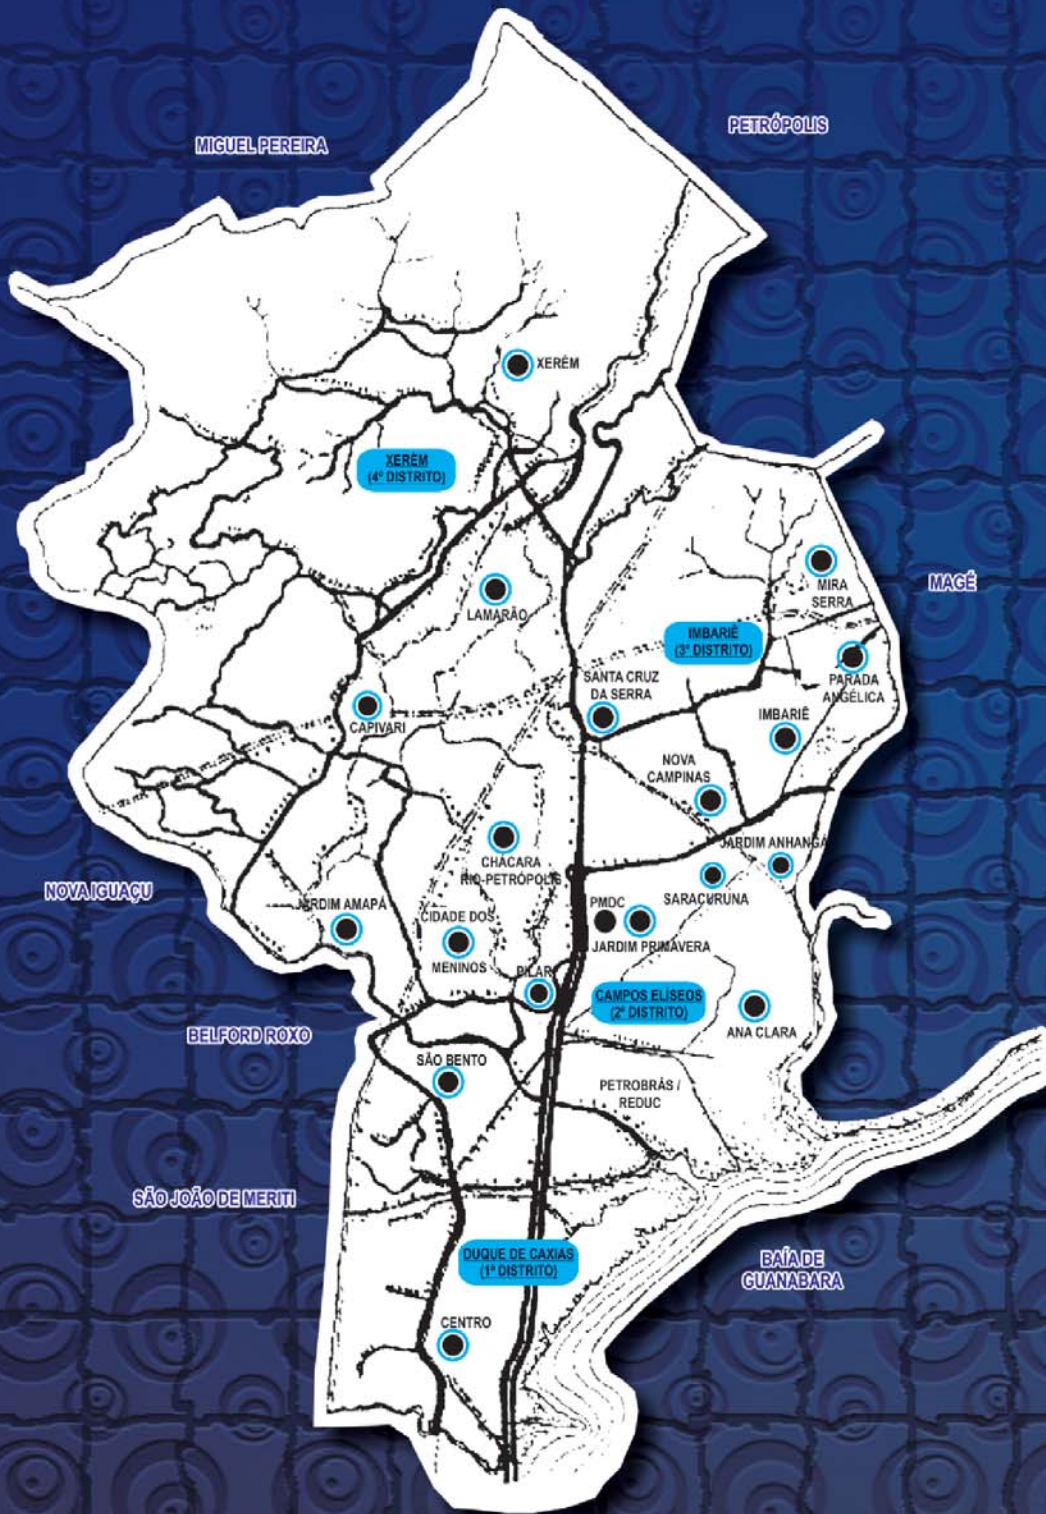 PETRÓPOLIS
MIGUEL PEREIRA
XERÉM
XERÉM
(4º DISTRITO)
MAGÉ
MIRA
SERRA
LAMARÃO
IMBARIÊ
(3º DISTRITO)
SANTA CRUZ
DA SERRA
PARADA
ANGÉLICA
CAPIVARI
IMBARIÊ
NOVA
CAMPINAS
JARDIM ANHANGÁ
CHÁCARA
RIO-PETRÓPOLIS
NOVA IGUAÇU
SARACURUNA
JARDIM AMAPÁ
PMDC
CIDADE DOS
MENINOS
JARDIM PRIMAVERA
PILAR
CAMPOS ELÍSEOS
(2º DISTRITO)
ANA CLARA
BELFORD ROXO
SÃO BENTO
PETROBRÁS /
REDUC
SÃO JOÃO DE MERITI
DUQUE DE CAXIAS
(1º DISTRITO)
BAÍA DE
GUANABARA
CENTRO